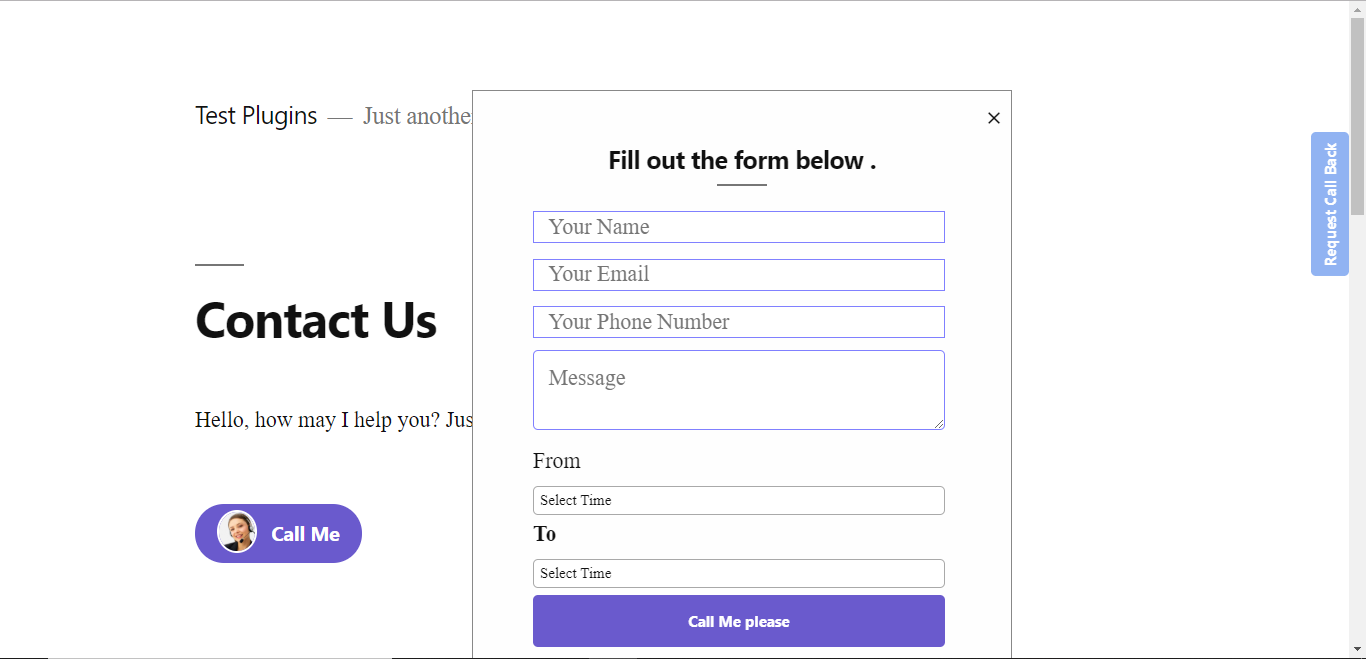 Test Plugins — Just anothe
Fill out the form below .
Your Name
Your Email
Your Phone Number
Message
From
Select Time
To
Select Time
Call Me please
Contact Us
Hello, how may I help you? Jus
Call Me
Request Call Back